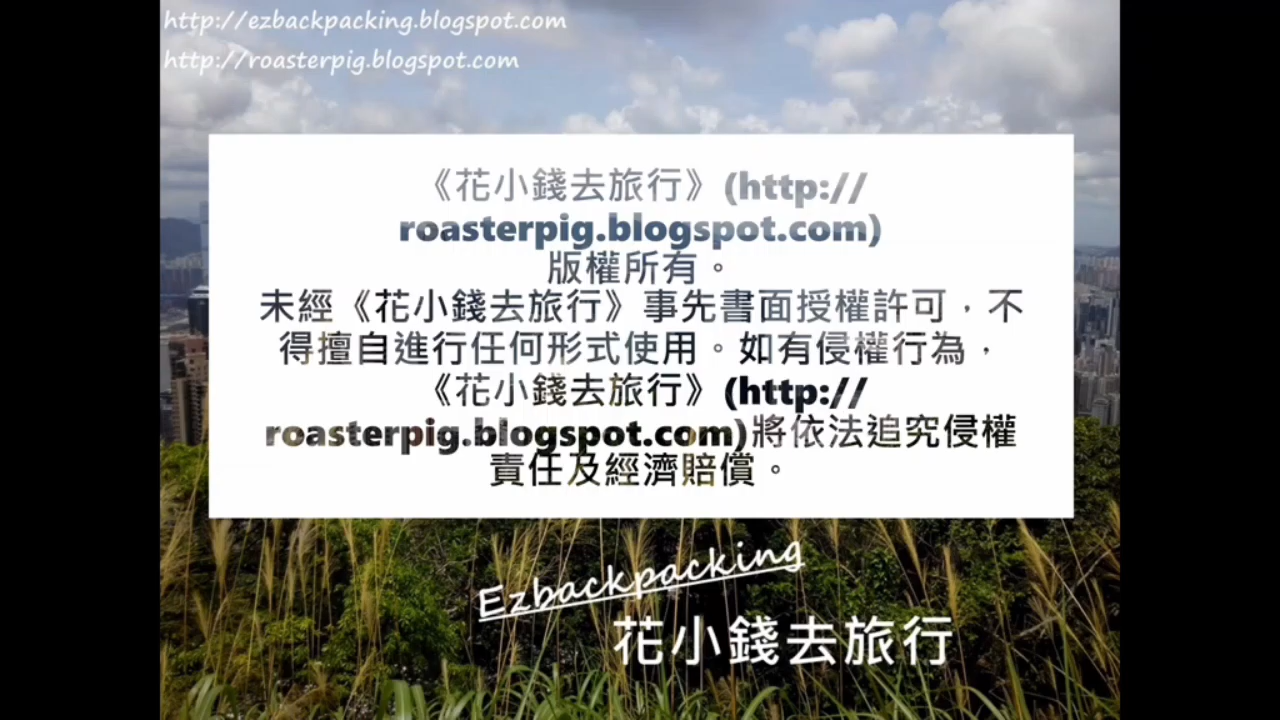 http://ezbackpacking.blogspot.com
http://roasterpig.blogspot.com
《花小錢去旅行》(http://
roasterpig.blogspot.com)
版權所有。
未經《花小錢去旅行》事先書面授權許可，不
得擅自進行任何形式使用。如有侵權行為，
《花小錢去旅行》(http://
roasterpig.blogspot.com)將依法追究侵權
責任及經濟賠償。
Ezbackpacking
花小錢去旅行